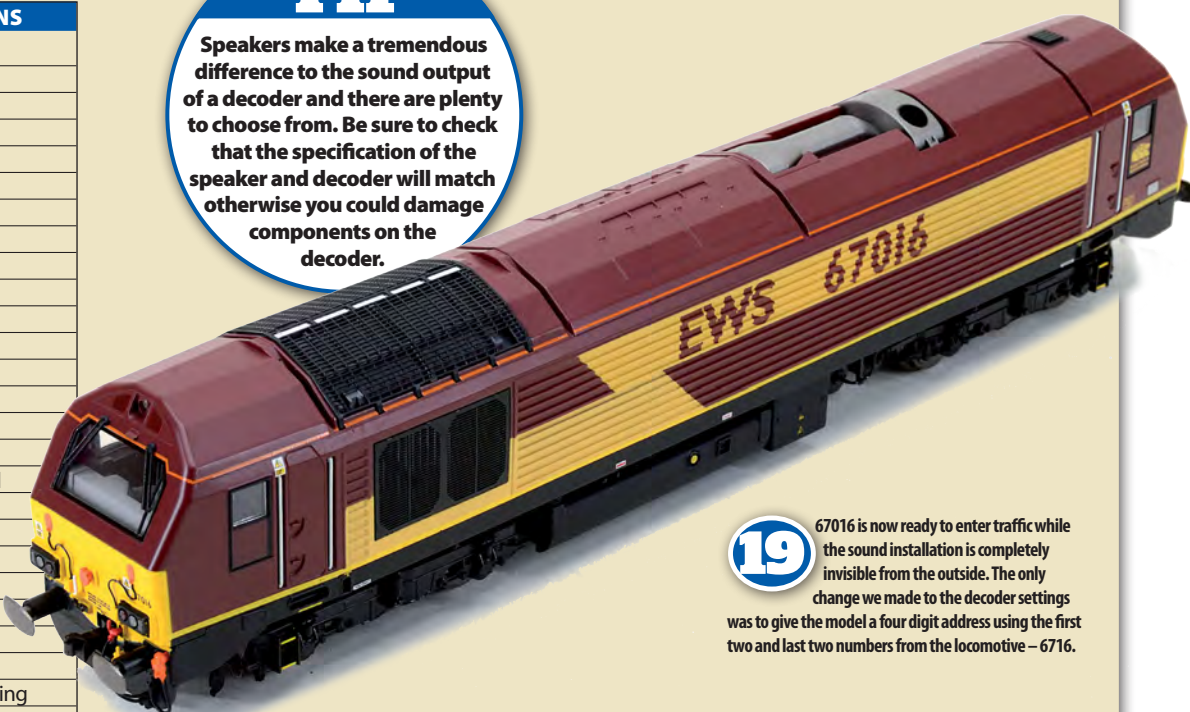 NS
ing
Speakers make a tremendous
difference to the sound output
of a decoder and there are plenty
to choose from. Be sure to check
that the specification of the
speaker and decoder will match
otherwise you could damage
components on the
decoder.
EWS 67016
19
67016 is now ready to enter traffic while
the sound installation is completely
invisible from the outside. The only
change we made to the decoder settings
was to give the model a four digit address using the first
two and last two numbers from the locomotive – 6716.